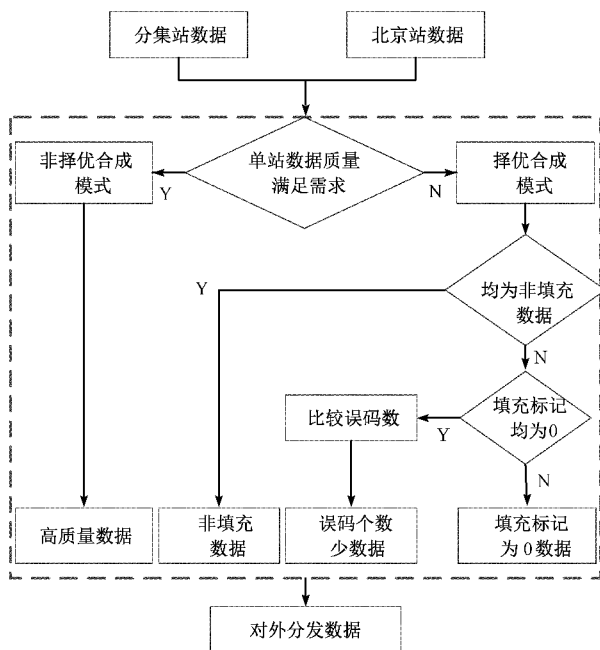 分集站数据
北京站数据
非择优合成
模式
单站数据质量
满足需求
择优合成
模式
Y
N
均为非填充
数据
Y
N
比较误码数
填充标记
均为0
Y
N
高质量数据
非填充
数据
误码个数
少数据
填充标记
为0数据
对外分发数据